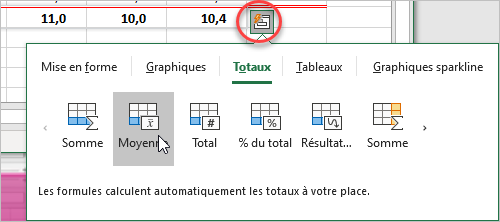 11,0 10,0 10,4
Mise en forme Graphiques Totaux Tableaux Graphiques sparkline
Somme Total % du total Résultat... Somme
Les formules calculent automatiquement les totaux à votre place.